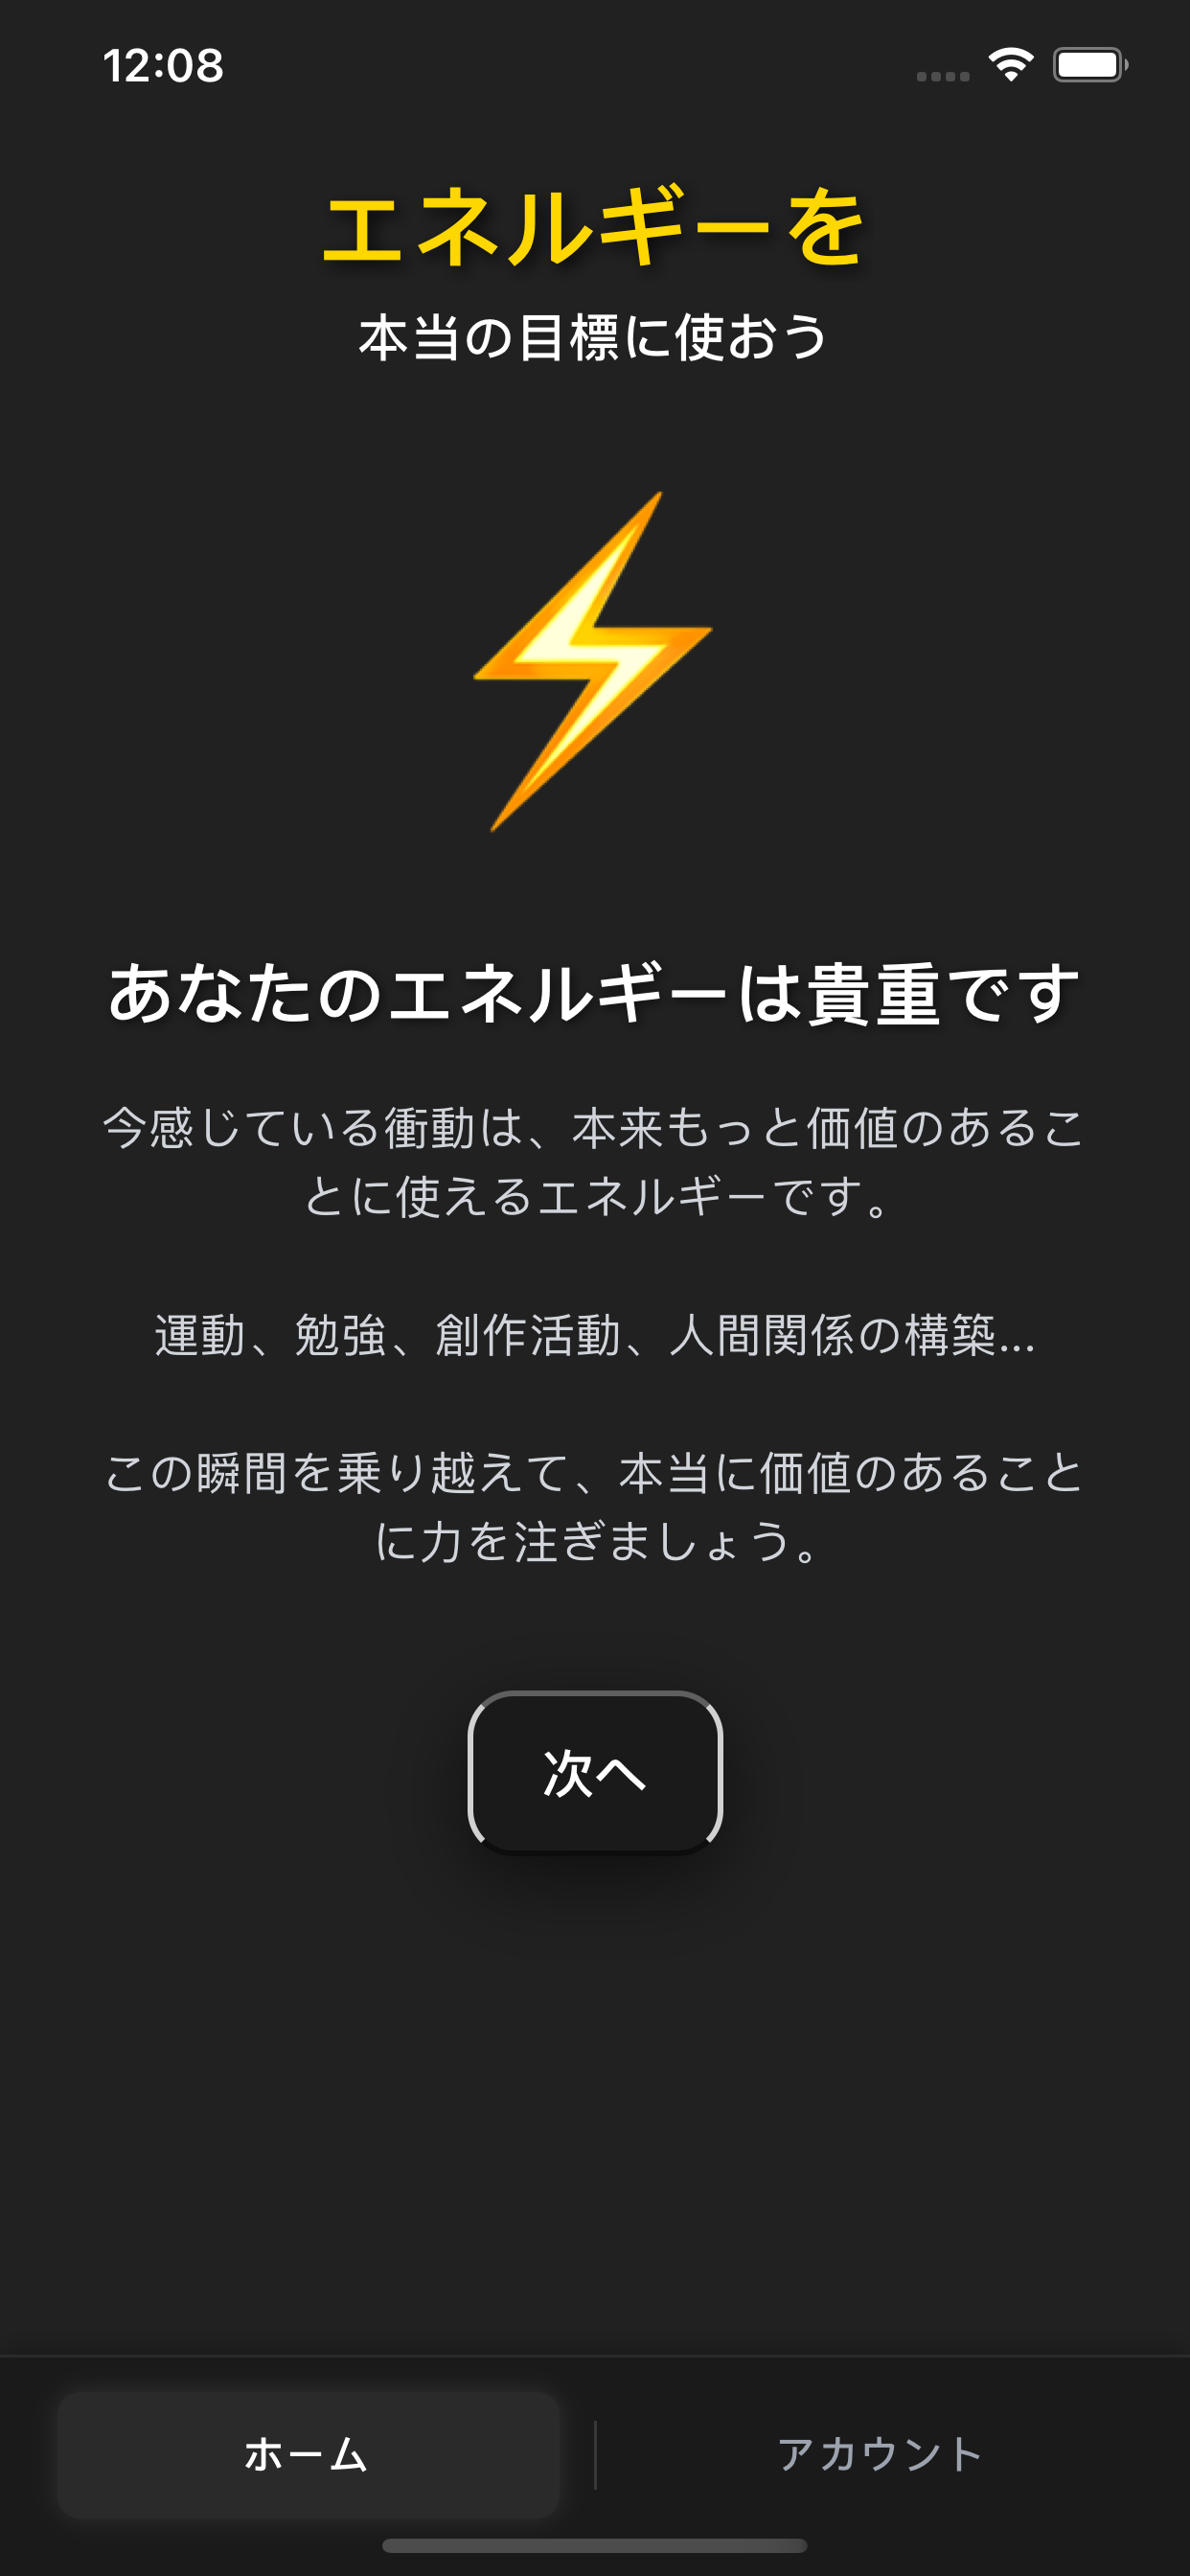 12:08
エネルギーを
本当の目標に使おう
あなたのエネルギーは貴重です
今感じている衝動は、本来もっと価値のあるこ
とに使えるエネルギーです。
運動、勉強、創作活動、人間関係の構築...
この瞬間を乗り越えて、本当に価値のあること
に力を注ぎましょう。
次へ
ホーム
アカウント